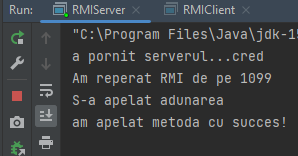 Run: RMIServer × RMIClient ×
"C:\Program Files\Java\jdk-15
a pornit serverul...cred
Am reperat RMI de pe 1099
S-a apelat adunarea
am apelat metoda cu succes!